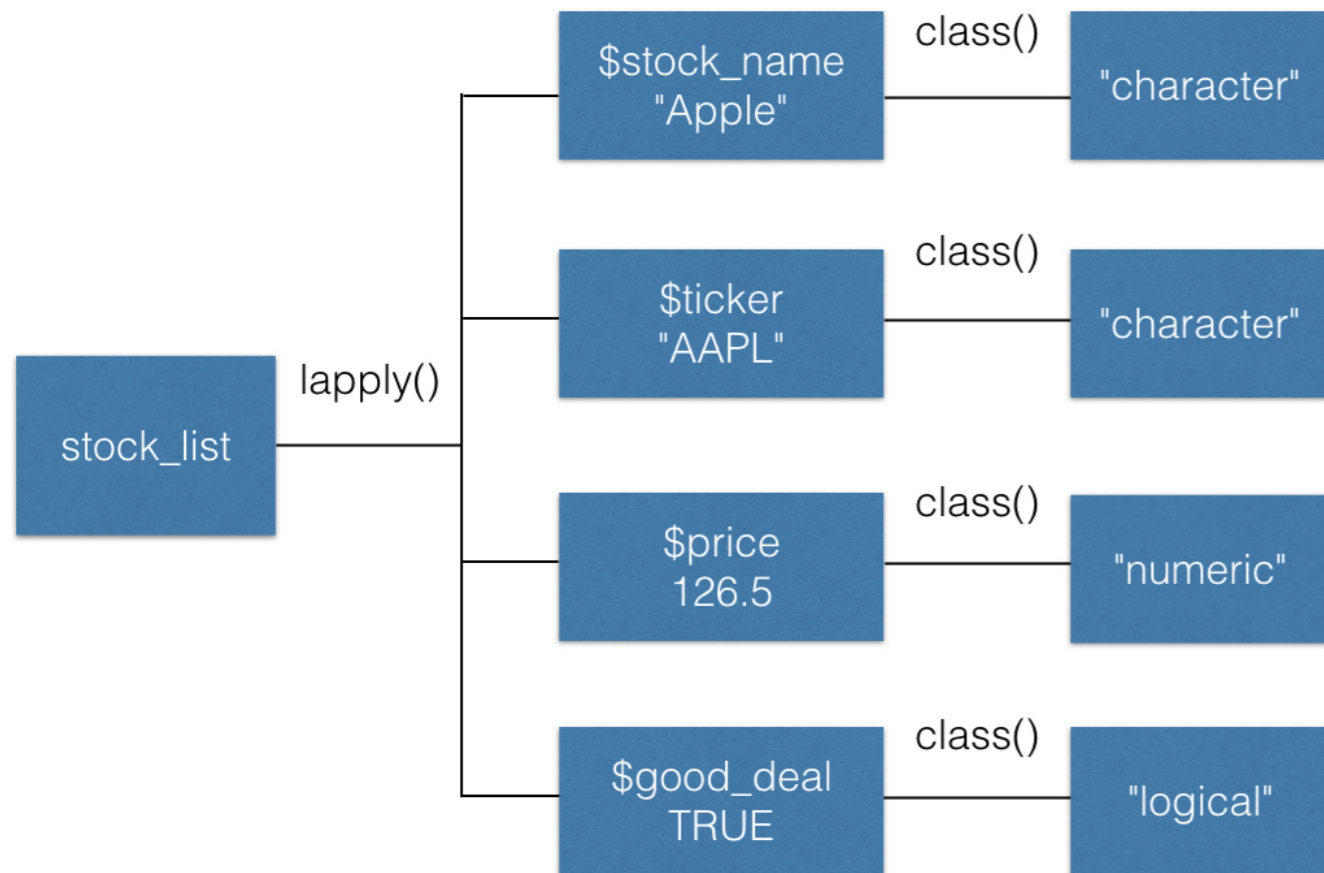 $stock_name
"Apple"
class()
"character"
$ticker
"AAPL"
class()
"character"
stock_list
lapply()
$price
126.5
class()
"numeric"
$good_deal
TRUE
class()
"logical"